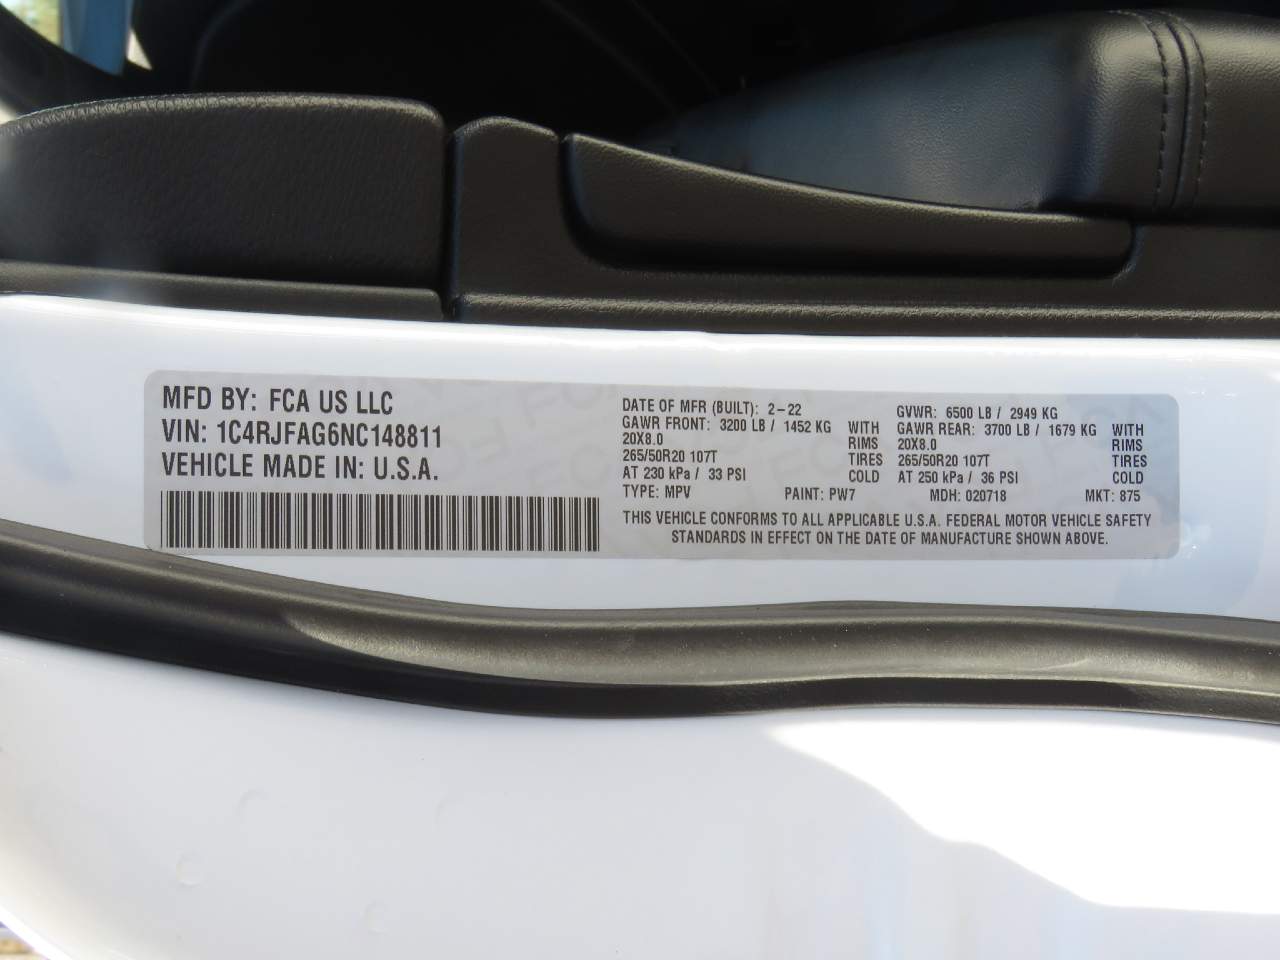 MFD BY: FCA US LLC
VIN: 1C4RJFAG6NC148811
VEHICLE MADE IN: U.S.A.
DATE OF MFR (BUILT): 2-22
GAWR FRONT: 3200 LB / 1452 KG WITH
20X8.0 RIMS
265/50R20 107T TIRES
AT 230 kPa / 33 PSI COLD
GVWR: 6500 LB / 2949 KG
GAWR REAR: 3700 LB / 1679 KG WITH
20X8.0 RIMS
265/50R20 107T TIRES
AT 250 kPa / 36 PSI COLD
TYPE: MPV PAINT: PW7 MDH: 020718 MKT: 875
THIS VEHICLE CONFORMS TO ALL APPLICABLE U.S.A. FEDERAL MOTOR VEHICLE SAFETY
STANDARDS IN EFFECT ON THE DATE OF MANUFACTURE SHOWN ABOVE.